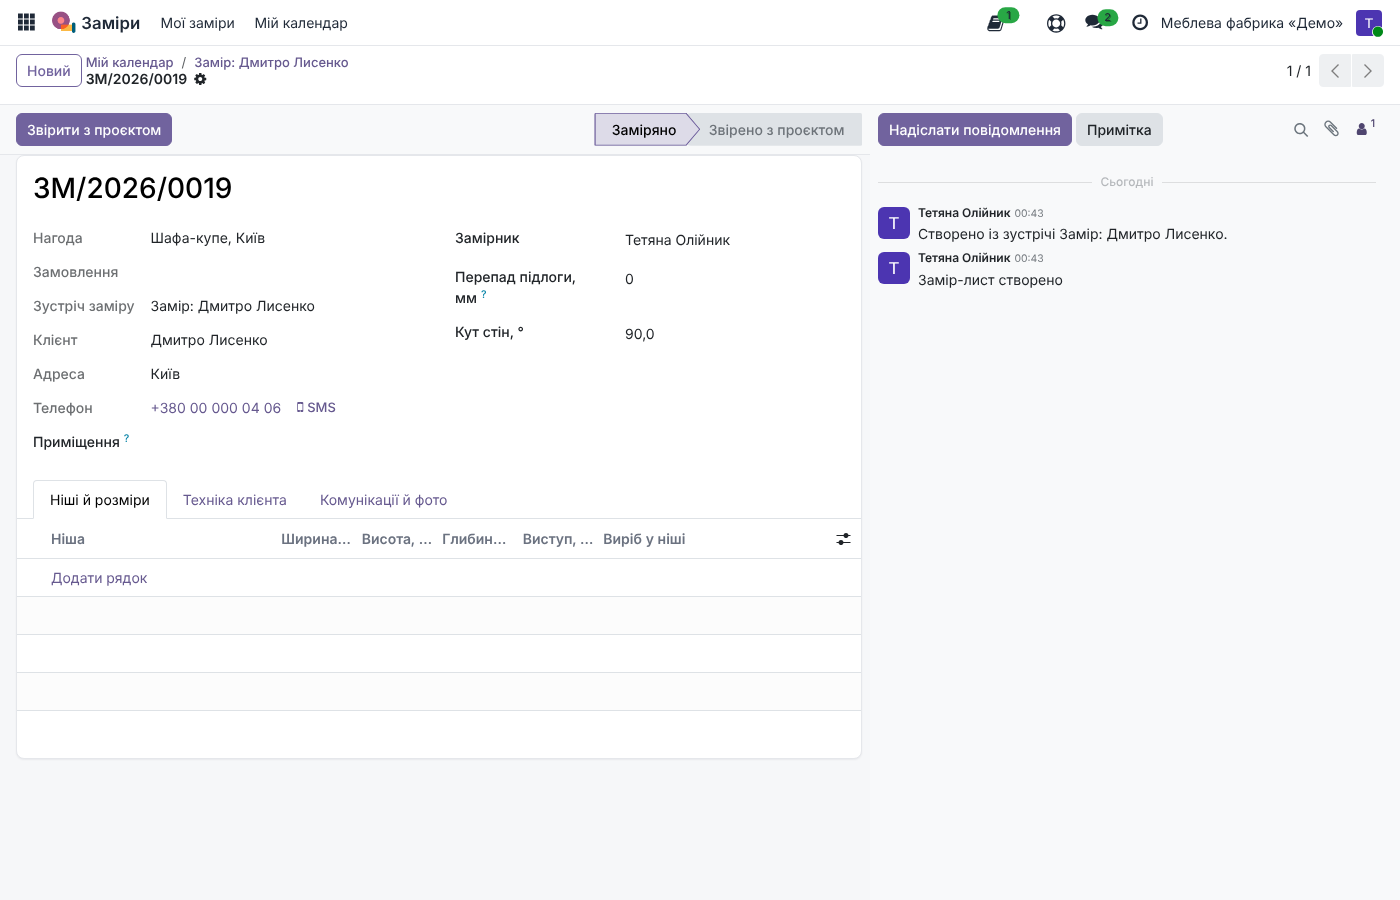 Заміри
Мої заміри
Мій календар
1
2
Меблева фабрика «Демо»
T
Новий
Мій календар / Замір: Дмитро Лисенко
ЗМ/2026/0019
1 / 1
Звірити з проєктом
Заміряно
Звірено з проєктом
Надіслати повідомлення
Примітка
1
ЗМ/2026/0019
Нагода Шафа-купе, Київ
Замовлення
Зустріч заміру Замір: Дмитро Лисенко
Клієнт Дмитро Лисенко
Адреса Київ
Телефон +380 00 000 04 06 SMS
Приміщення ?
Замірник Тетяна Олійник
Перепад підлоги, мм ? 0
Кут стін, ° 90,0
Ніші й розміри
Техніка клієнта
Комунікації й фото
Ніша Ширина... Висота, ... Глибин... Виступ, ... Виріб у ніші
Додати рядок
Сьогодні
T
Тетяна Олійник 00:43
Створено із зустрічі Замір: Дмитро Лисенко.
T
Тетяна Олійник 00:43
Замір-лист створено